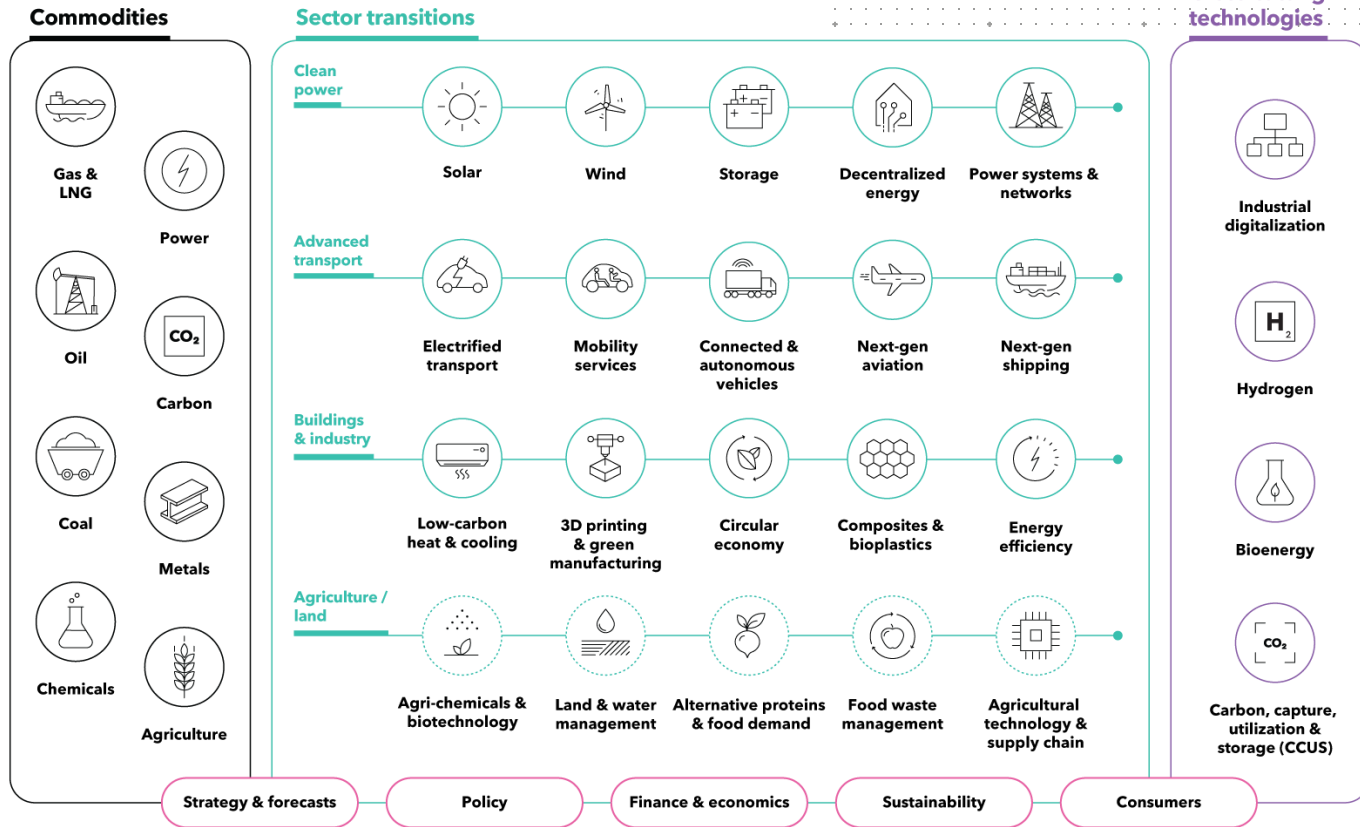 Commodities
Gas &
LNG
Power
Oil
CO₂
Carbon
Coal
Metals
Chemicals
Agriculture
Sector transitions
Clean
power
Solar
Wind
Storage
Decentralized
energy
Power systems &
networks
Advanced
transport
Electrified
transport
Mobility
services
Connected &
autonomous
vehicles
Next-gen
aviation
Next-gen
shipping
Buildings
& industry
Low-carbon
heat & cooling
3D printing
& green
manufacturing
Circular
economy
Composites &
bioplastics
Energy
efficiency
Agriculture /
land
Agri-chemicals &
biotechnology
Land & water
management
Alternative proteins
& food demand
Food waste
management
Agricultural
technology &
supply chain
technologies
Industrial
digitalization
H₂
Hydrogen
Bioenergy
CO₂
Carbon, capture,
utilization &
storage (CCUS)
Strategy & forecasts
Policy
Finance & economics
Sustainability
Consumers